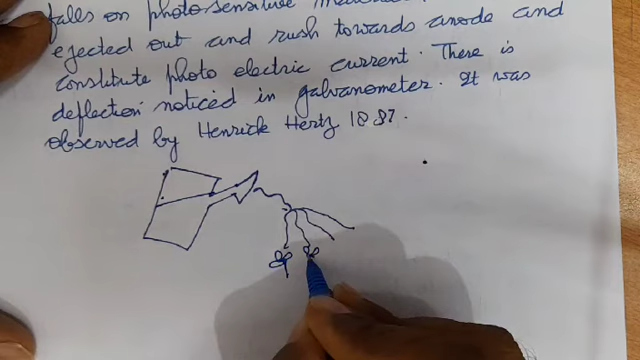 falls on photosensitive
ejected out and rush towards anode and
constitute photo electric current. There is
deflection noticed in galvanometer. It was
observed by Henrick Hertz 1887.